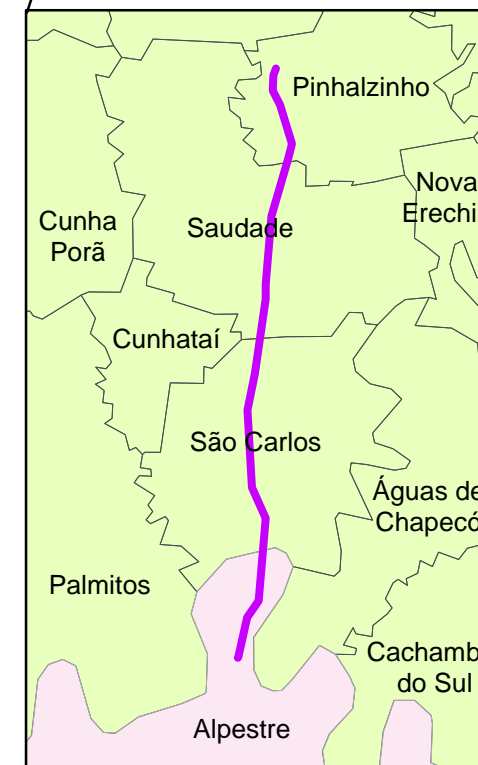 Pinhalzinho
Nova
Erechi
Cunha
Porã
Saudade
Cunhataí
São Carlos
Águas de
Chapecó
Palmitos
Cachamb
do Sul
Alpestre